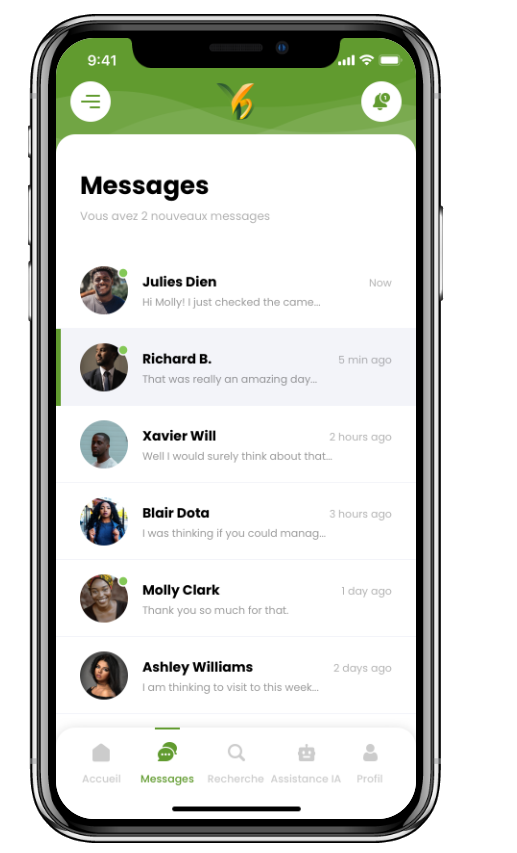 9:41
1
Messages
Vous avez 2 nouveaux messages
Julies Dien
Now
Hi Molly! I just checked the came...
Richard B.
5 min ago
That was really an amazing day...
Xavier Will
2 hours ago
Well I would surely think about that...
Blair Dota
3 hours ago
I was thinking if you could manag...
Molly Clark
1 day ago
Thank you so much for that.
Ashley Williams
2 days ago
I am thinking to visit to this week...
Accueil
Messages
Recherche
Assistance IA
Profil